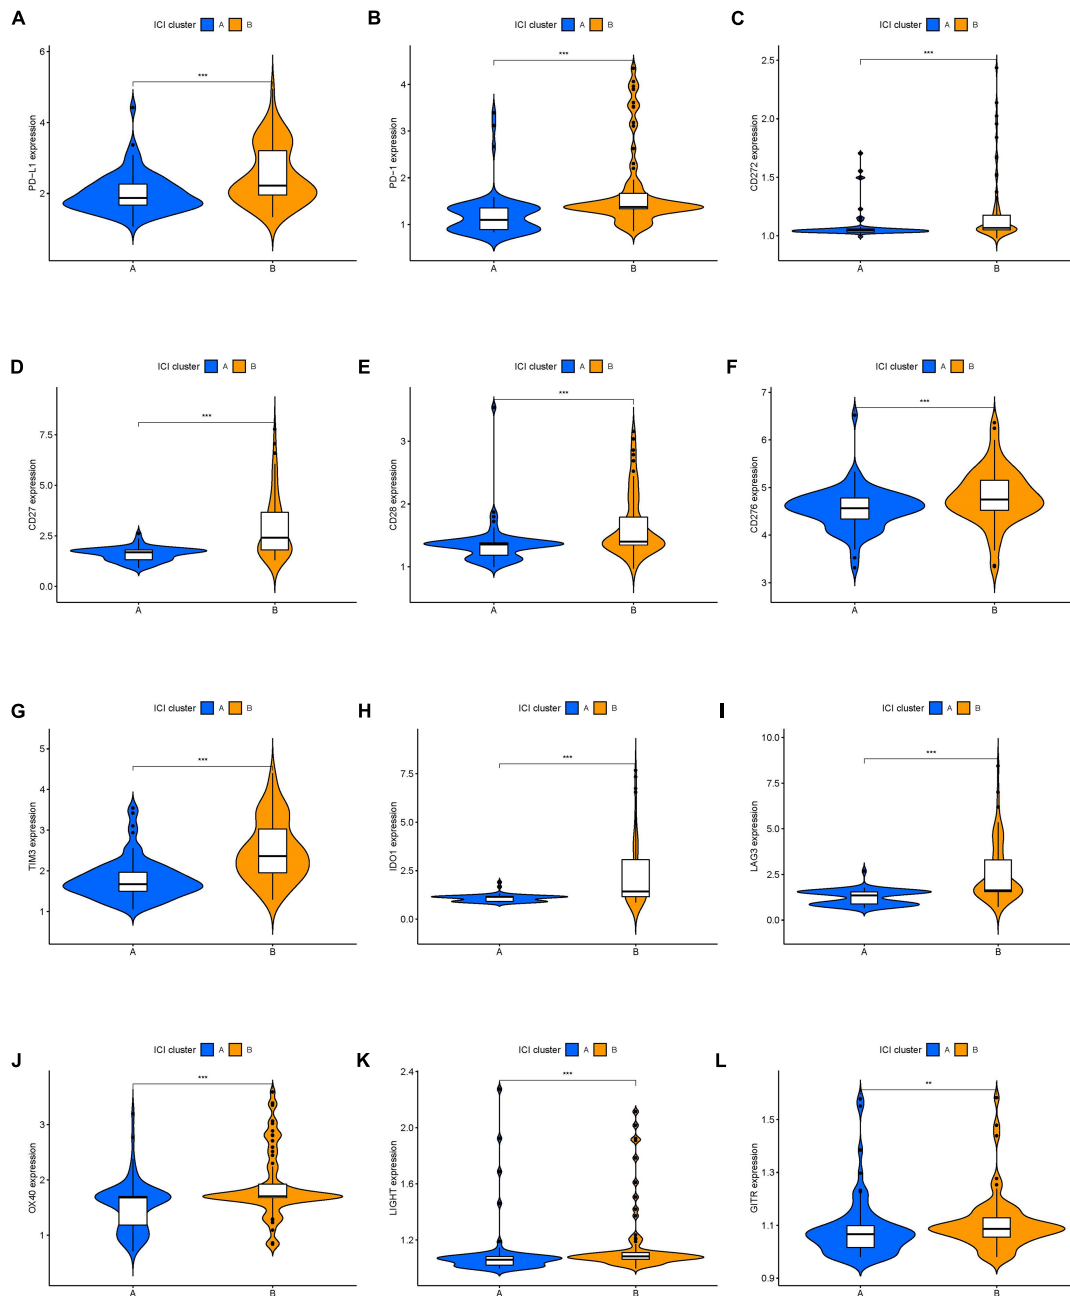 A
ICI cluster A B
6
4
2
***
PD−L1 expression
A B
B
ICI cluster A B
4
3
2
1
***
PD−1 expression
A B
C
ICI cluster A B
2.5
2.0
1.5
1.0
***
CD272 expression
A B
D
ICI cluster A B
7.5
5.0
2.5
0.0
***
CD27 expression
A B
E
ICI cluster A B
3
2
1
***
CD28 expression
A B
F
ICI cluster A B
7
6
5
4
3
***
CD276 expression
A B
G
ICI cluster A B
5
4
3
2
1
***
TIM3 expression
A B
H
ICI cluster A B
7.5
5.0
2.5
0.0
***
IDO1 expression
A B
I
ICI cluster A B
10.0
7.5
5.0
2.5
0.0
***
LAG3 expression
A B
J
ICI cluster A B
3
2
1
***
OX40 expression
A B
K
ICI cluster A B
2.4
2.0
1.6
1.2
***
LIGHT expression
A B
L
ICI cluster A B
1.5
1.3
1.1
0.9
**
GITR expression
A B